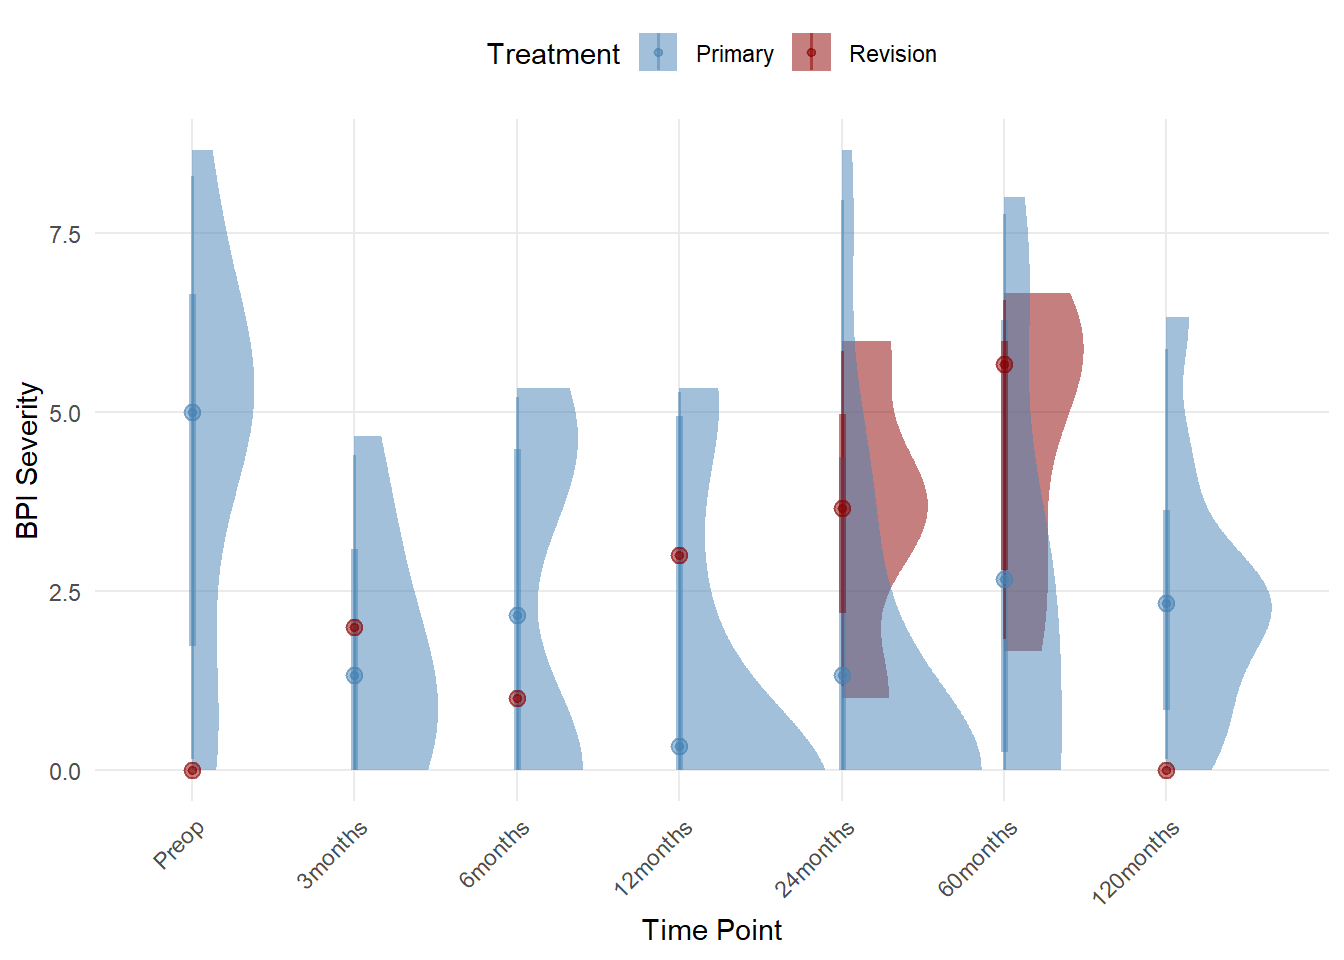 Treatment Primary Revision
7.5
5.0
2.5
0.0
BPI Severity
Preop 3months 6months 12months 24months 60months 120months
Time Point